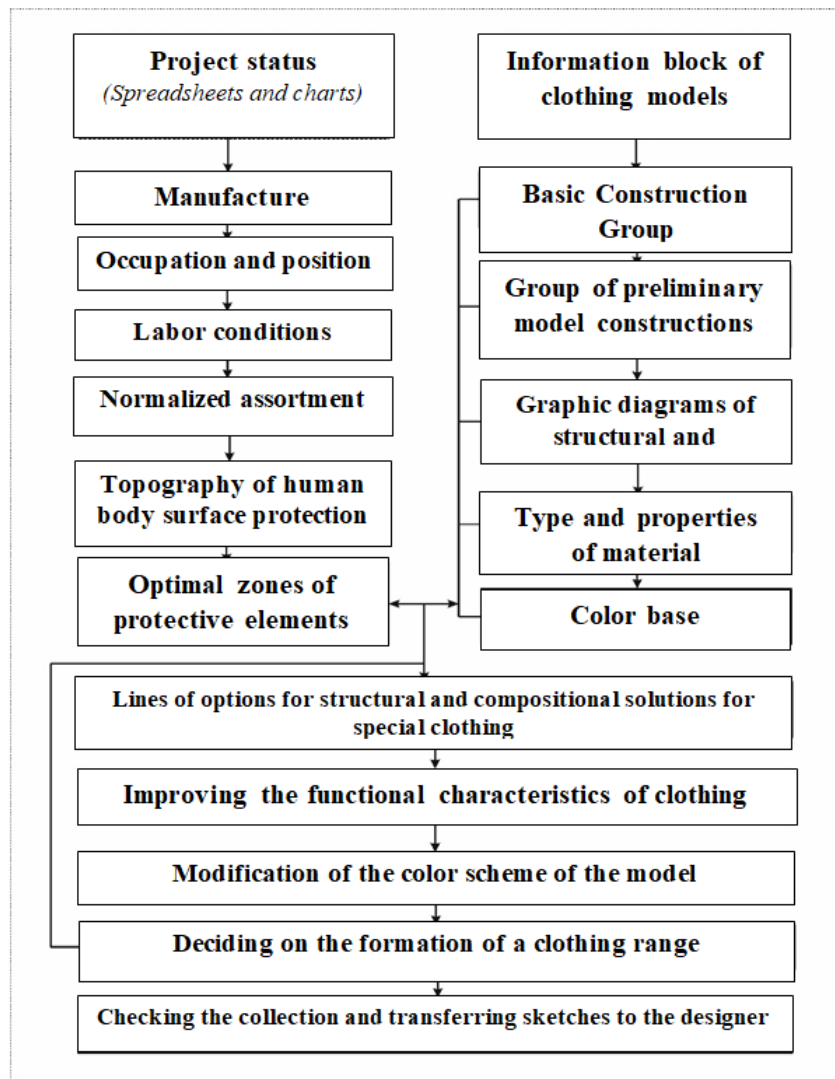 Project status
(Spreadsheets and charts)
Manufacture
Occupation and position
Labor conditions
Normalized assortment
Topography of human
body surface protection
Optimal zones of
protective elements
Information block of
clothing models
Basic Construction
Group
Group of preliminary
model constructions
Graphic diagrams of
structural and
Type and properties
of material
Color base
Lines of options for structural and compositional solutions for
special clothing
Improving the functional characteristics of clothing
Modification of the color scheme of the model
Deciding on the formation of a clothing range
Checking the collection and transferring sketches to the designer